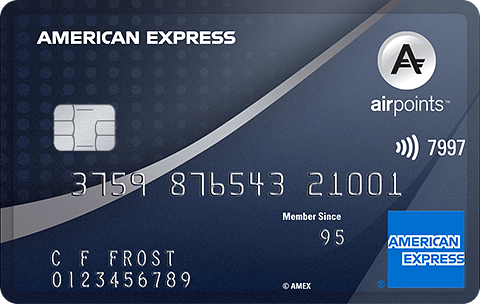 AMERICAN EXPRESS
A
airpoints™
7997
3759 876543 21001
Member Since
95
C F FROST
0123456789
© AMEX
AMERICAN
EXPRESS
®